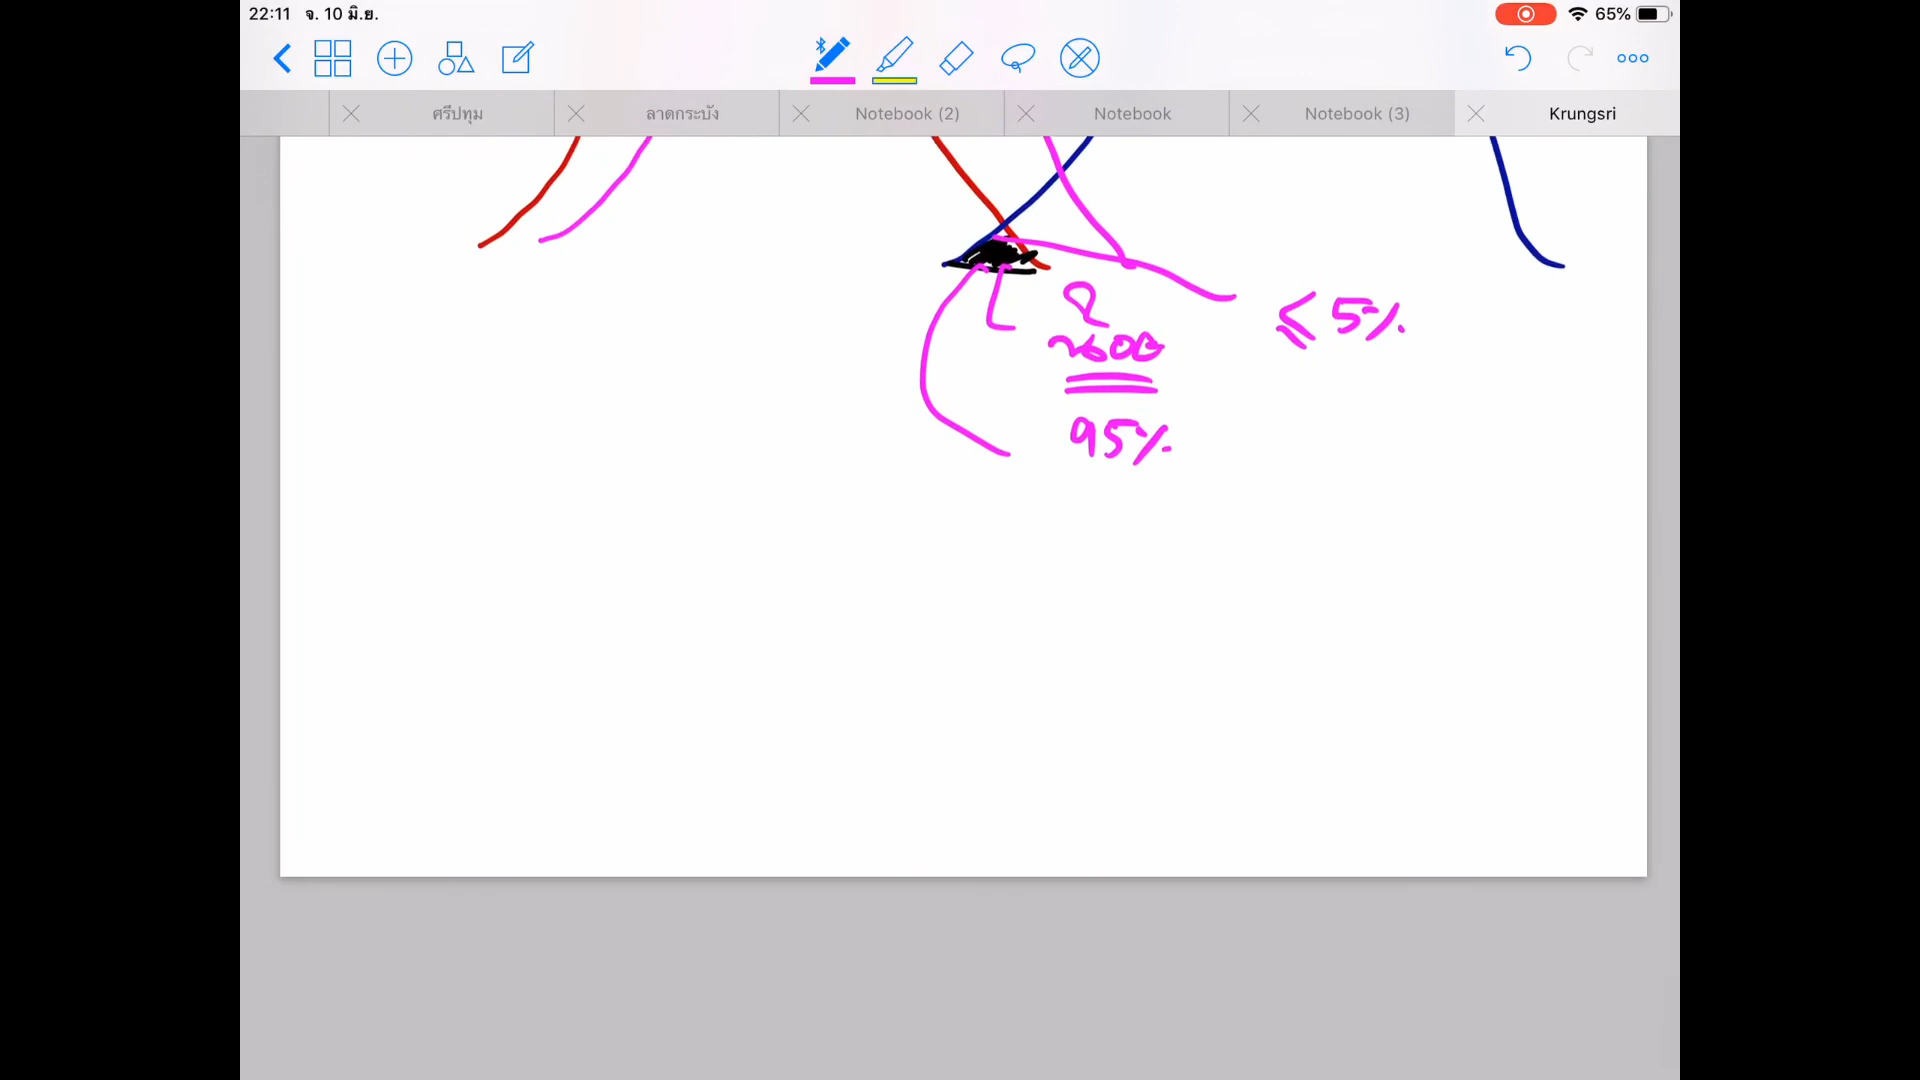 22:11 จ. 10 มิ.ย. 65%
ศรีปทุม ลาดกระบัง Notebook (2) Notebook Notebook (3) Krungsri
≤ 5%
95%